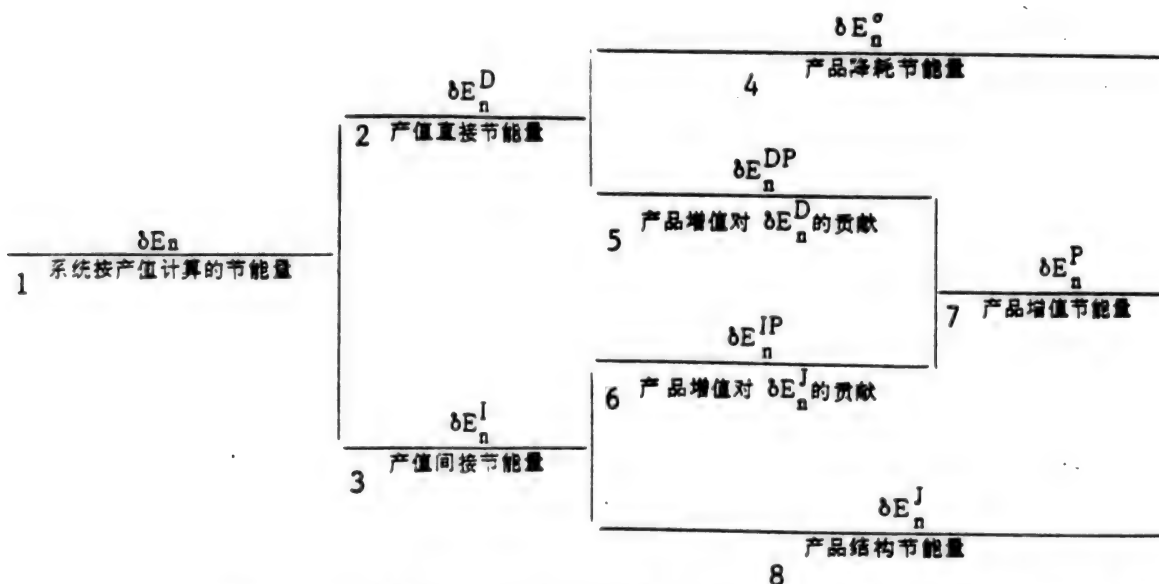 δE_n
1 系统按产值计算的节能量
δE_n^D
2 产值直接节能量
δE_n^I
3 产值间接节能量
δE_n^σ
4 产品降耗节能量
δE_n^DP
5 产品增值对 δE_n^D 的贡献
δE_n^IP
6 产品增值对 δE_n^J 的贡献
δE_n^P
7 产品增值节能量
δE_n^J
产品结构节能量
8